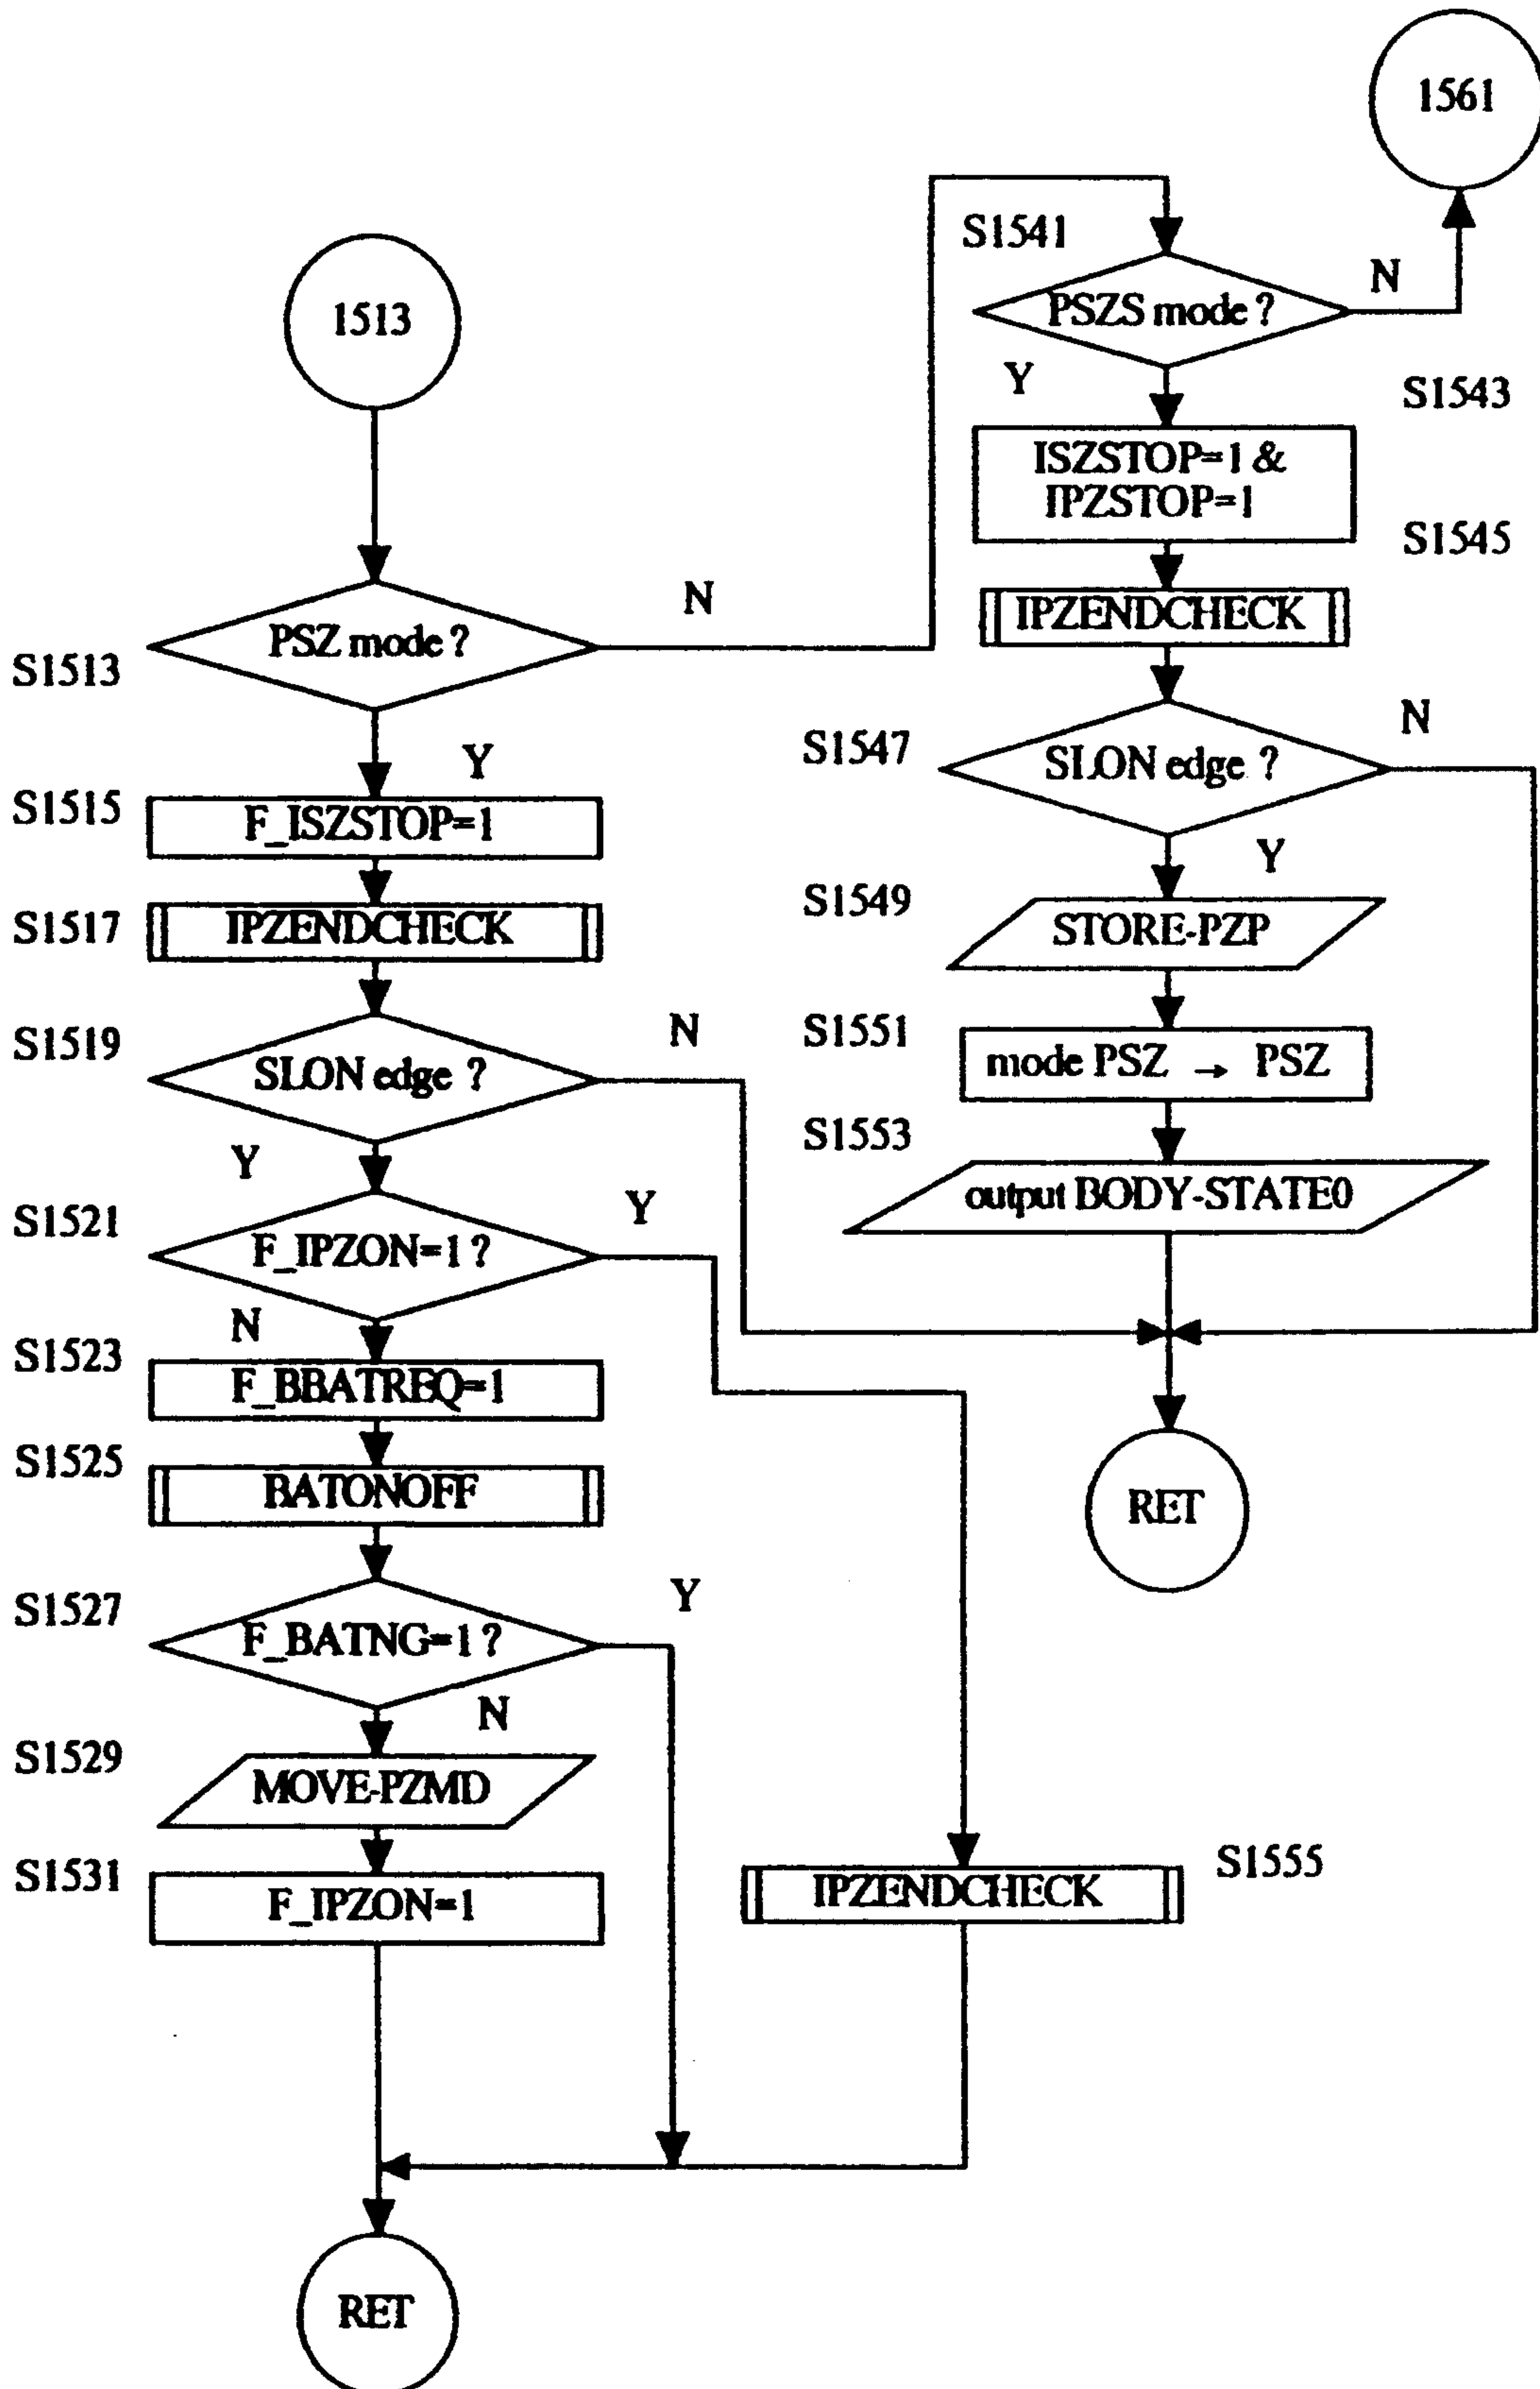 1561
S1541
PSZS mode ?
N
Y
S1543
ISZSTOP=1 &
IPZSTOP=1
S1545
IPZENDCHECK
S1547
SLON edge ?
N
Y
S1549
STORE-PZP
S1551
mode PSZ → PSZ
S1553
output BODY-STATE0
RET
1513
S1513
PSZ mode ?
N
Y
S1515
F_ISZSTOP=1
S1517
IPZENDCHECK
S1519
SLON edge ?
N
Y
S1521
F_IPZON=1 ?
Y
N
S1523
F_BBATREQ=1
S1525
BATONOFF
S1527
F_BATNG=1 ?
Y
N
S1529
MOVE-PZMD
S1531
F_IPZON=1
IPZENDCHECK
S1555
RET